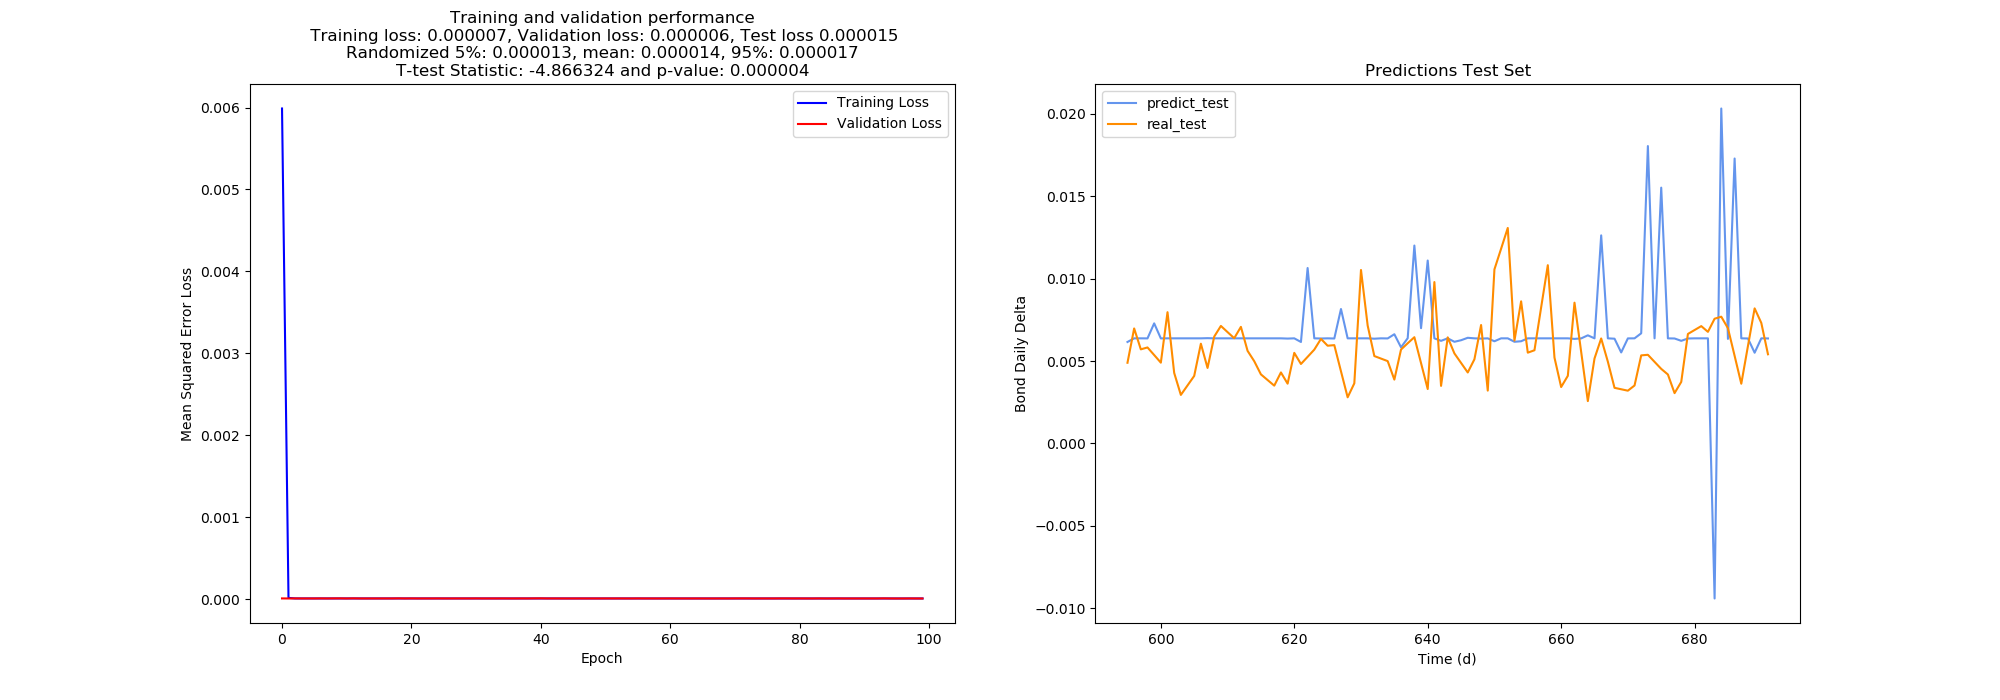 Training and validation performance
Training loss: 0.000007, Validation loss: 0.000006, Test loss 0.000015
Randomized 5%: 0.000013, mean: 0.000014, 95%: 0.000017
T-test Statistic: -4.866324 and p-value: 0.000004
Training Loss
Validation Loss
0.006
0.005
0.004
0.003
0.002
0.001
0.000
Mean Squared Error Loss
0
20
40
60
80
100
Epoch
Predictions Test Set
predict_test
real_test
0.020
0.015
0.010
0.005
0.000
−0.005
−0.010
Bond Daily Delta
600
620
640
660
680
Time (d)